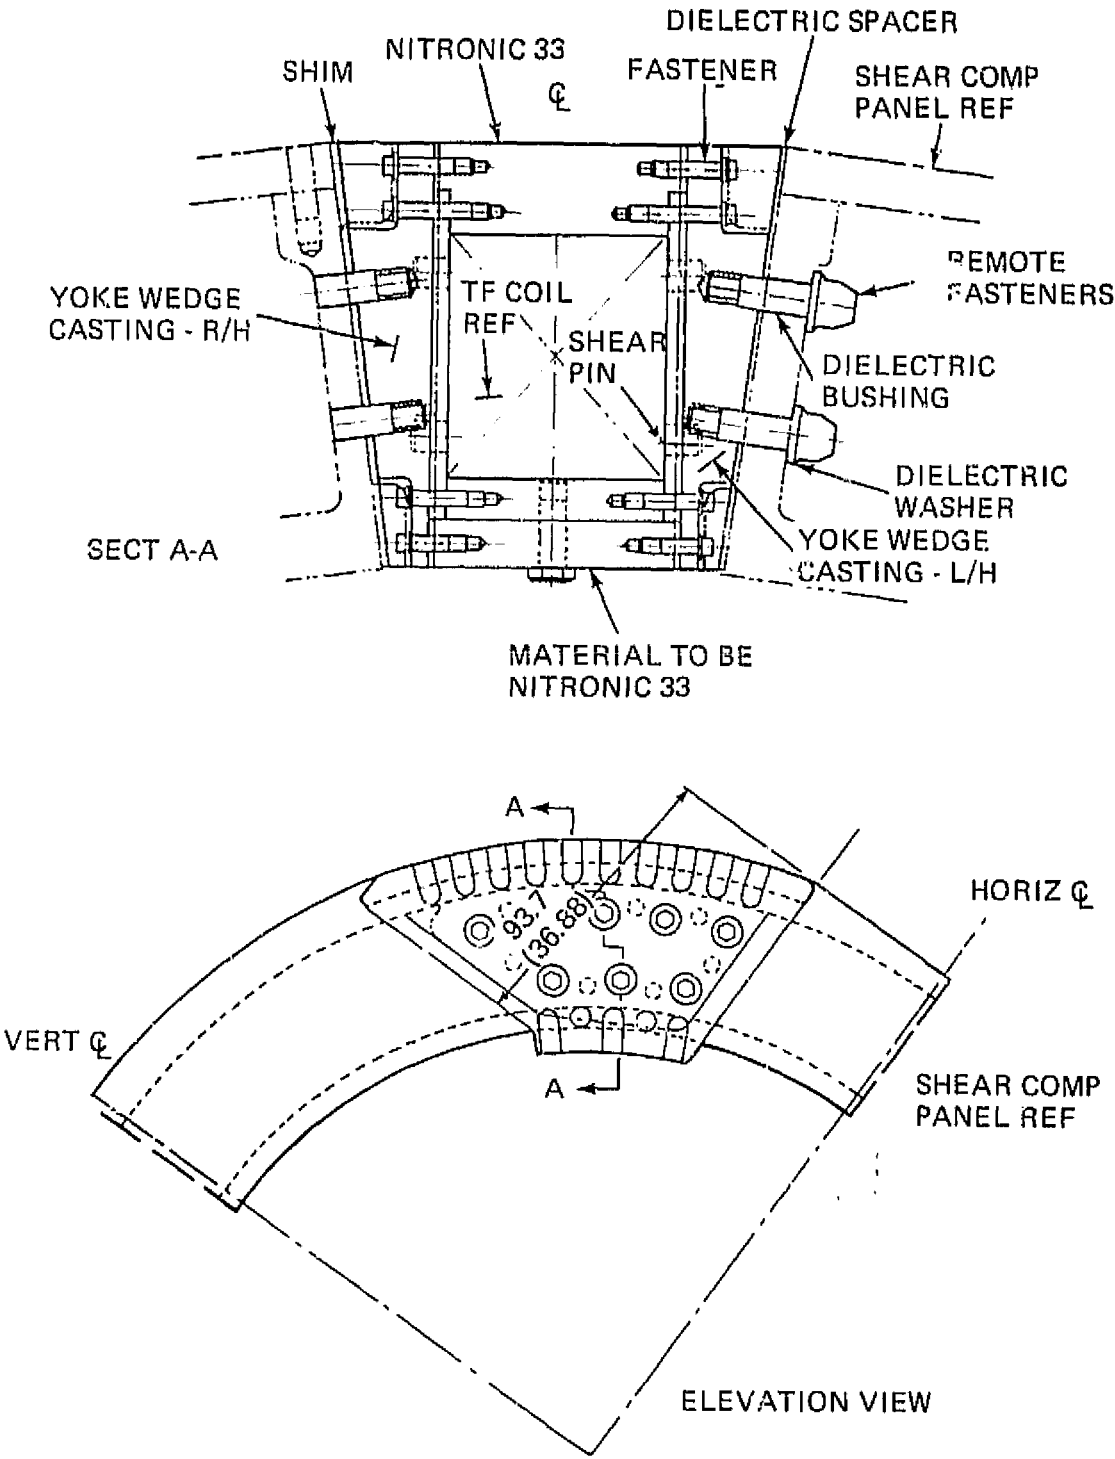 DIELECTRIC SPACER
NITRONIC 33
SHIM
FASTENER
℄
SHEAR COMP
PANEL REF
REMOTE
FASTENERS
YOKE WEDGE
CASTING - R/H
TF COIL
REF
SHEAR
PIN
DIELECTRIC
BUSHING
DIELECTRIC
WASHER
SECT A-A
YOKE WEDGE
CASTING - L/H
MATERIAL TO BE
NITRONIC 33
A
HORIZ ℄
93.7
(36.88)
VERT ℄
A
SHEAR COMP
PANEL REF
ELEVATION VIEW